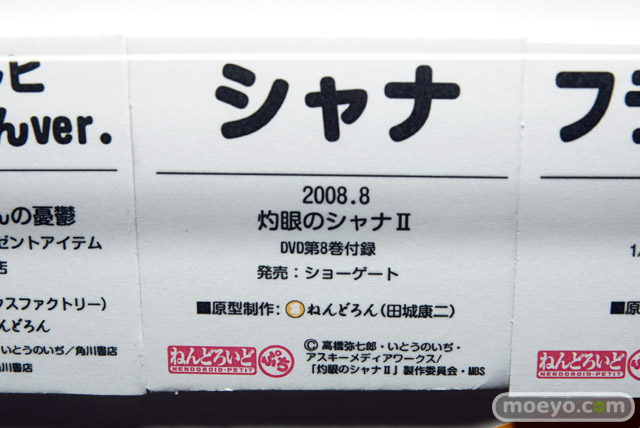 んver.
んの憂鬱
ゼントアイテム
店
クスファクトリー)
んどろん
いとうのいぢ／角川書店
角川書店
シャナ
2008.8
灼眼のシャナⅡ
DVD第8巻付録
発売：ショーゲート
■原型制作：ねんどろん(田城康二)
ねんどろいど ぷち
NENDOROID-PETIT
© 高橋弥七郎・いとうのいぢ・
アスキーメディアワークス/
「灼眼のシャナⅡ」製作委員会・MBS
フ
1/
■原
ねんどろいど ぷち
NENDOROID-PETIT
moeyo.com